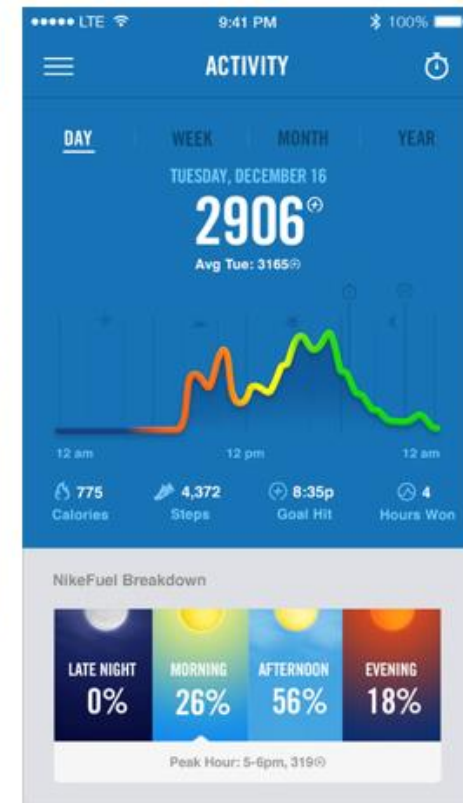 LTE 9:41 PM 100%
ACTIVITY
DAY WEEK MONTH YEAR
TUESDAY, DECEMBER 16
2906
Avg Tue: 3165
12 am 12 pm 12 am
775 4,372 8:35p 4
Calories Steps Goal Hit Hours Won
NikeFuel Breakdown
LATE NIGHT MORNING AFTERNOON EVENING
0% 26% 56% 18%
Peak Hour: 5-6pm, 319